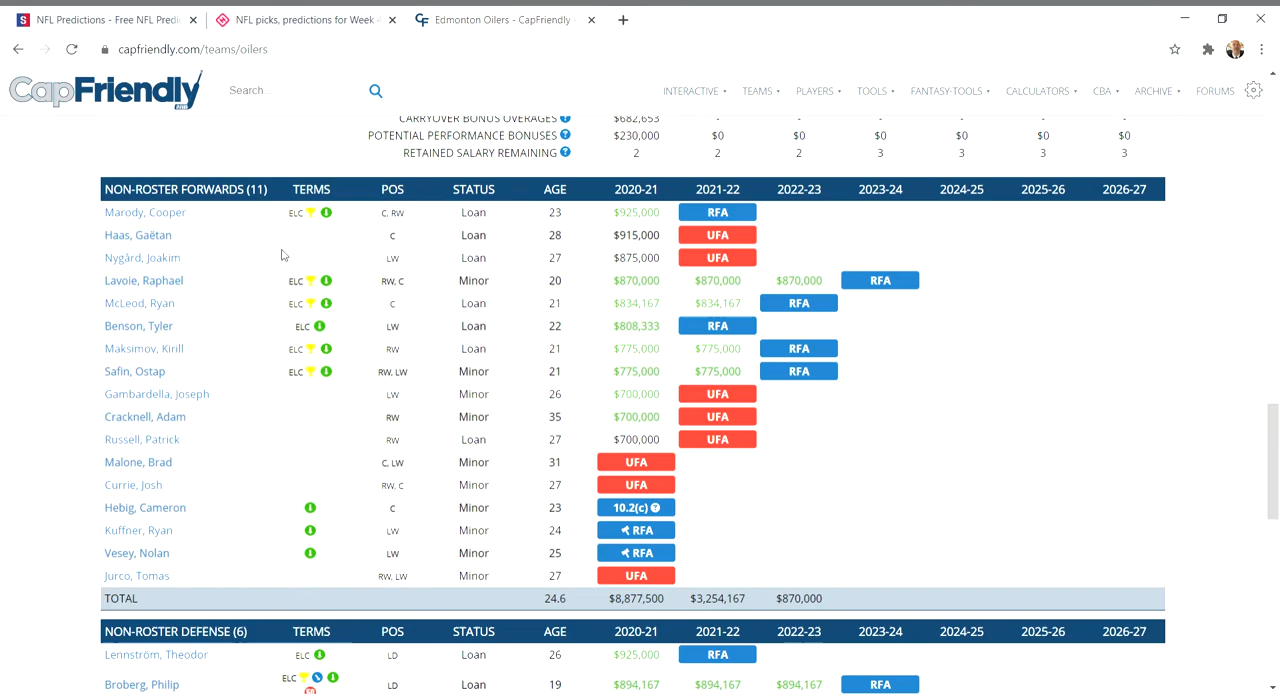 NFL Predictions - Free NFL Predi
NFL picks, predictions for Week 4
Edmonton Oilers - CapFriendly
capfriendly.com/teams/oilers
CapFriendly
Search...
INTERACTIVE TEAMS PLAYERS TOOLS FANTASY-TOOLS CALCULATORS CBA ARCHIVE FORUMS
CARRYOVER BONUS OVERAGES ? $682,653 - - - - - -
POTENTIAL PERFORMANCE BONUSES ? $230,000 $0 $0 $0 $0 $0 $0
RETAINED SALARY REMAINING ? 2 2 2 3 3 3 3
NON-ROSTER FORWARDS (11) TERMS POS STATUS AGE 2020-21 2021-22 2022-23 2023-24 2024-25 2025-26 2026-27
Marody, Cooper ELC C, RW Loan 23 $925,000 RFA
Haas, Gaëtan C Loan 28 $915,000 UFA
Nygård, Joakim LW Loan 27 $875,000 UFA
Lavoie, Raphael ELC RW, C Minor 20 $870,000 $870,000 $870,000 RFA
McLeod, Ryan ELC C Loan 21 $834,167 $834,167 RFA
Benson, Tyler ELC LW Loan 22 $808,333 RFA
Maksimov, Kirill ELC RW Loan 21 $775,000 $775,000 RFA
Safin, Ostap ELC RW, LW Minor 21 $775,000 $775,000 RFA
Gambardella, Joseph LW Minor 26 $700,000 UFA
Cracknell, Adam RW Minor 35 $700,000 UFA
Russell, Patrick RW Loan 27 $700,000 UFA
Malone, Brad C, LW Minor 31 UFA
Currie, Josh RW, C Minor 27 UFA
Hebig, Cameron C Minor 23 10.2(c) ?
Kuffner, Ryan LW Minor 24 RFA
Vesey, Nolan LW Minor 25 RFA
Jurco, Tomas RW, LW Minor 27 UFA
TOTAL 24.6 $8,877,500 $3,254,167 $870,000
NON-ROSTER DEFENSE (6) TERMS POS STATUS AGE 2020-21 2021-22 2022-23 2023-24 2024-25 2025-26 2026-27
Lennström, Theodor ELC LD Loan 26 $925,000 RFA
Broberg, Philip ELC LD Loan 19 $894,167 $894,167 $894,167 RFA